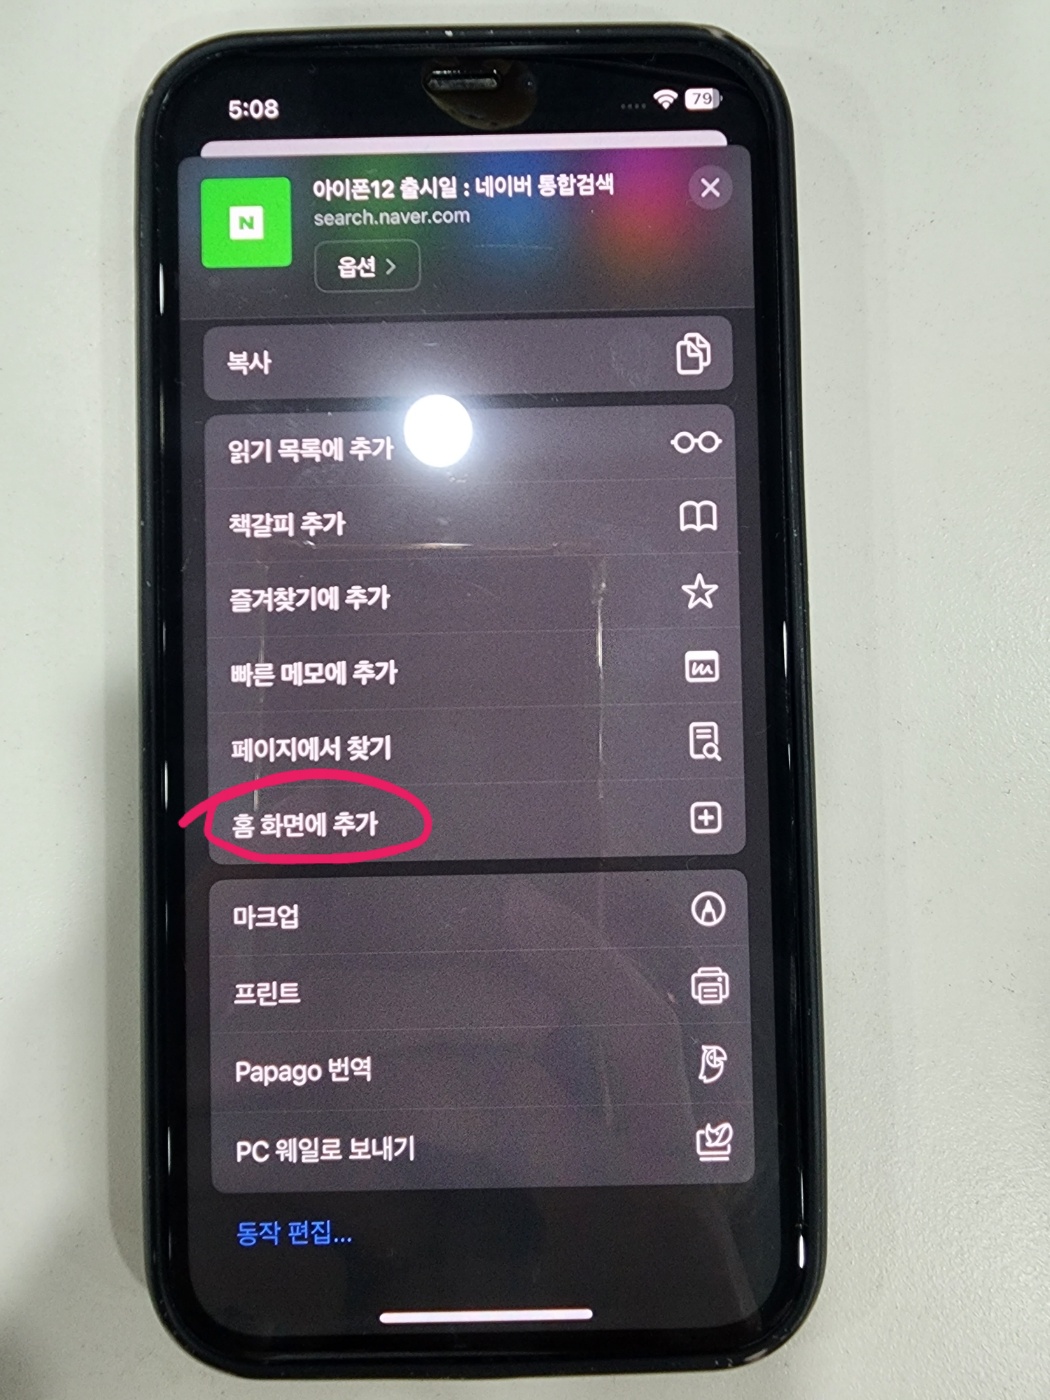 5:08
79
N
아이폰12 출시일 : 네이버 통합검색
search.naver.com
옵션 >
복사
읽기 목록에 추가
책갈피 추가
즐겨찾기에 추가
빠른 메모에 추가
페이지에서 찾기
홈 화면에 추가
마크업
프린트
Papago 번역
PC 웨일로 보내기
동작 편집...